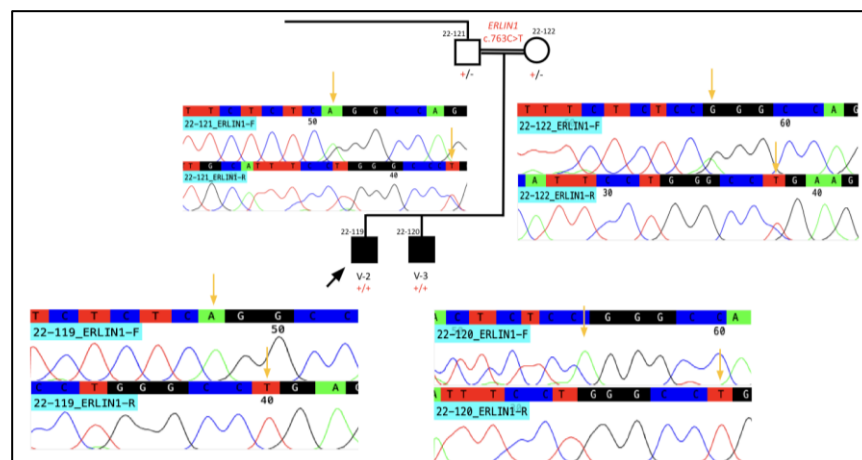 ERLIN1
c.763C>T
22-121
22-122
+/-
+/-
T T C T C T C A G G C C A G
50
22-121_ERLIN1-F
40
22-121_ERLIN1-R
T T T C T C T C C G G G C C A G
60
22-122_ERLIN1-F
A T T C C T G G G C C T G A A G
30
40
22-122_ERLIN1-R
22-119
22-120
V-2
V-3
+/+
+/+
T C T C T C A G G C C
50
22-119_ERLIN1-F
C C T G G G C C T G A G
40
22-119_ERLIN1-R
A C T C T C C G G G C C A
60
22-120_ERLIN1-F
A T T T C C T G G G C C T G
22-120_ERLIN1-R